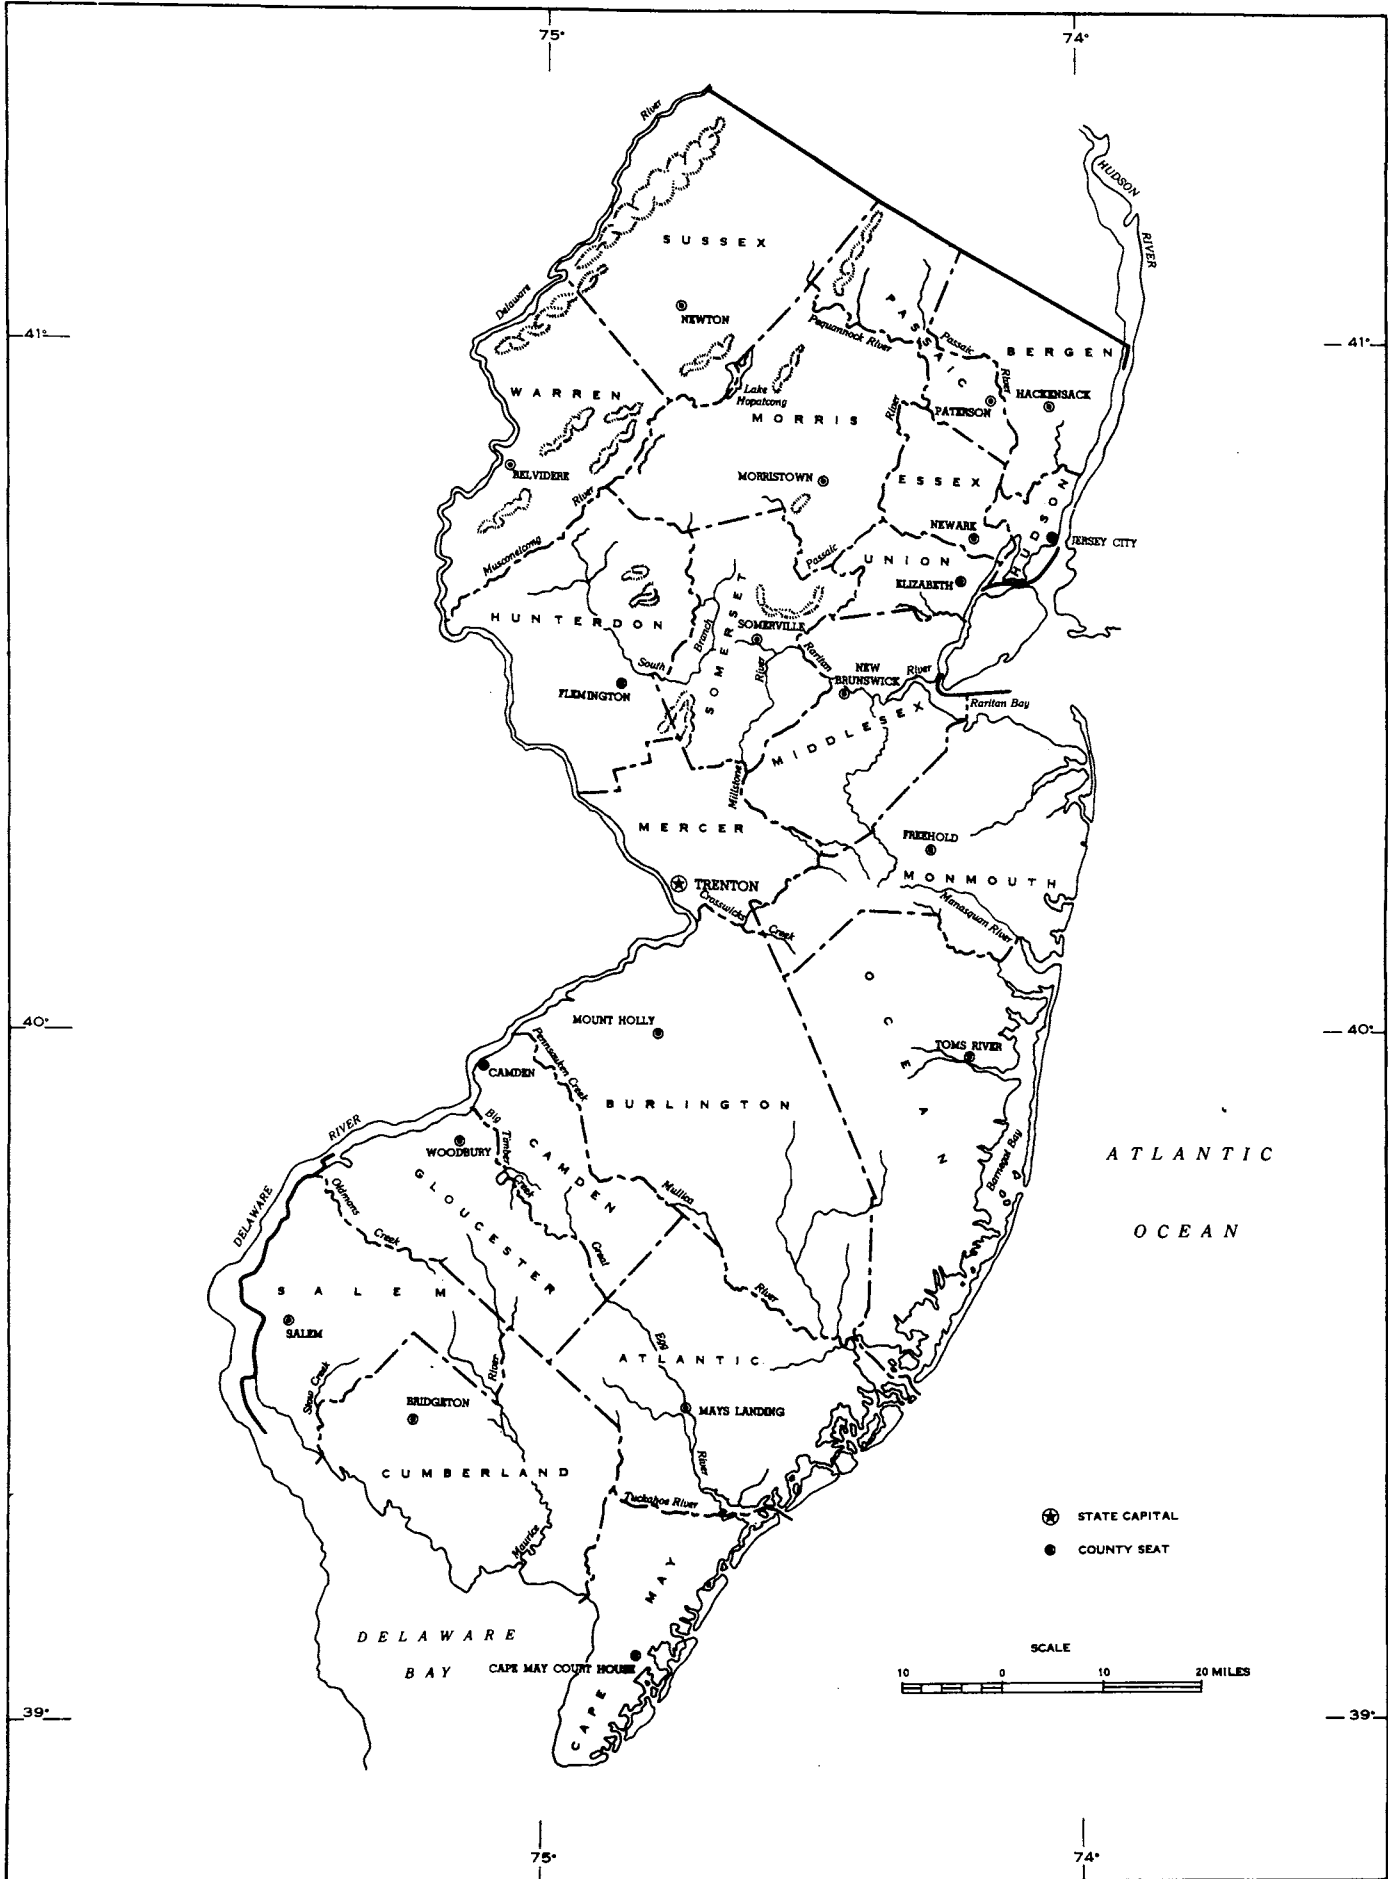 75°
74°
River
HUDSON
RIVER
SUSSEX
Delaware
NEWTON
PASSAIC
Pequannock River
Passaic
River
41°
41°
BERGEN
WARREN
Lake
Hopatcong
MORRIS
River
PATERSON
HACKENSACK
BELVIDERE
MORRISTOWN
ESSEX
HUDSON
River
Musconetcong
NEWARK
JERSEY CITY
Passaic
UNION
HUDSON
ELIZABETH
HUNTERDON
SOMERSET
SOMERVILLE
Branch
South
River
Raritan
NEW
BRUNSWICK
River
FLEMINGTON
Raritan Bay
MIDDLESEX
Millstone
MERCER
FREEHOLD
TRENTON
MONMOUTH
Crosswicks
Creek
Manasquan River
OCEAN
40°
40°
MOUNT HOLLY
TOMS RIVER
Pennsauken Creek
CAMDEN
BURLINGTON
Big
Timber
Creek
CAMDEN
RIVER
WOODBURY
Barnegat Bay
ATLANTIC
OCEAN
DELAWARE
Oldmans
Creek
GLOUCESTER
Mullica
River
Great
Egg
River
SALEM
SALEM
ATLANTIC
Stow Creek
River
BRIDGETON
MAYS LANDING
CUMBERLAND
Tuckahoe River
Maurice
STATE CAPITAL
COUNTY SEAT
CAPE MAY
DELAWARE
BAY
CAPE MAY COURT HOUSE
SCALE
10 0 10 20 MILES
39°
39°
75°
74°